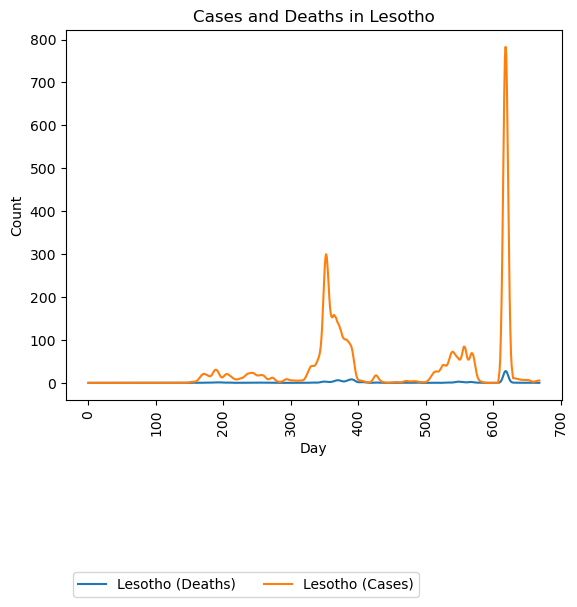 Cases and Deaths in Lesotho
800
700
600
500
400
300
200
100
0
Count
0 100 200 300 400 500 600 700
Day
Lesotho (Deaths) Lesotho (Cases)